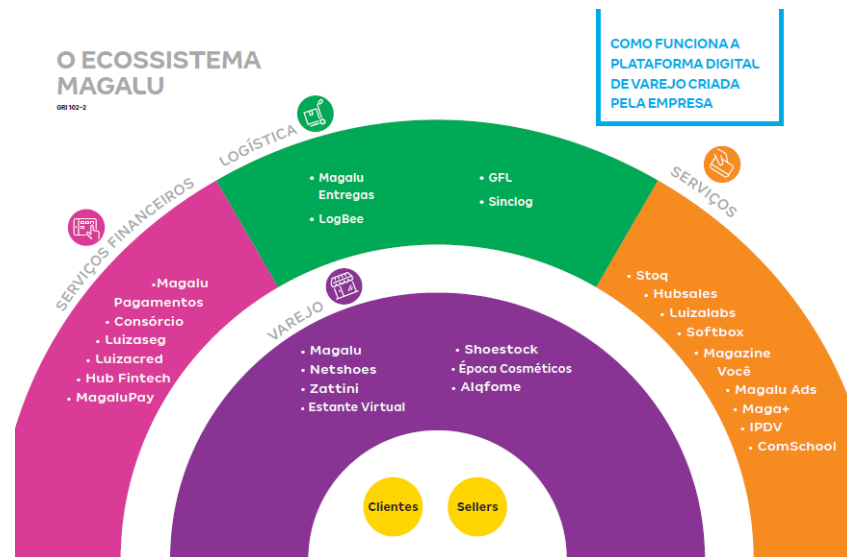 O ECOSSISTEMA
MAGALU
GRI 102-2
COMO FUNCIONA A
PLATAFORMA DIGITAL
DE VAREJO CRIADA
PELA EMPRESA
SERVIÇOS FINANCEIROS
•Magalu
Pagamentos
• Consórcio
• Luizaseg
• Luizacred
• Hub Fintech
• MagaluPay
LOGÍSTICA
• Magalu
Entregas
• LogBee
• GFL
• Sinclog
SERVIÇOS
• Stoq
• Hubsales
• Luizalabs
• Softbox
• Magazine
Você
• Magalu Ads
• Maga+
• IPDV
• ComSchool
VAREJO
• Magalu
• Netshoes
• Zattini
• Estante Virtual
• Shoestock
• Época Cosméticos
• Alqfome
Clientes
Sellers